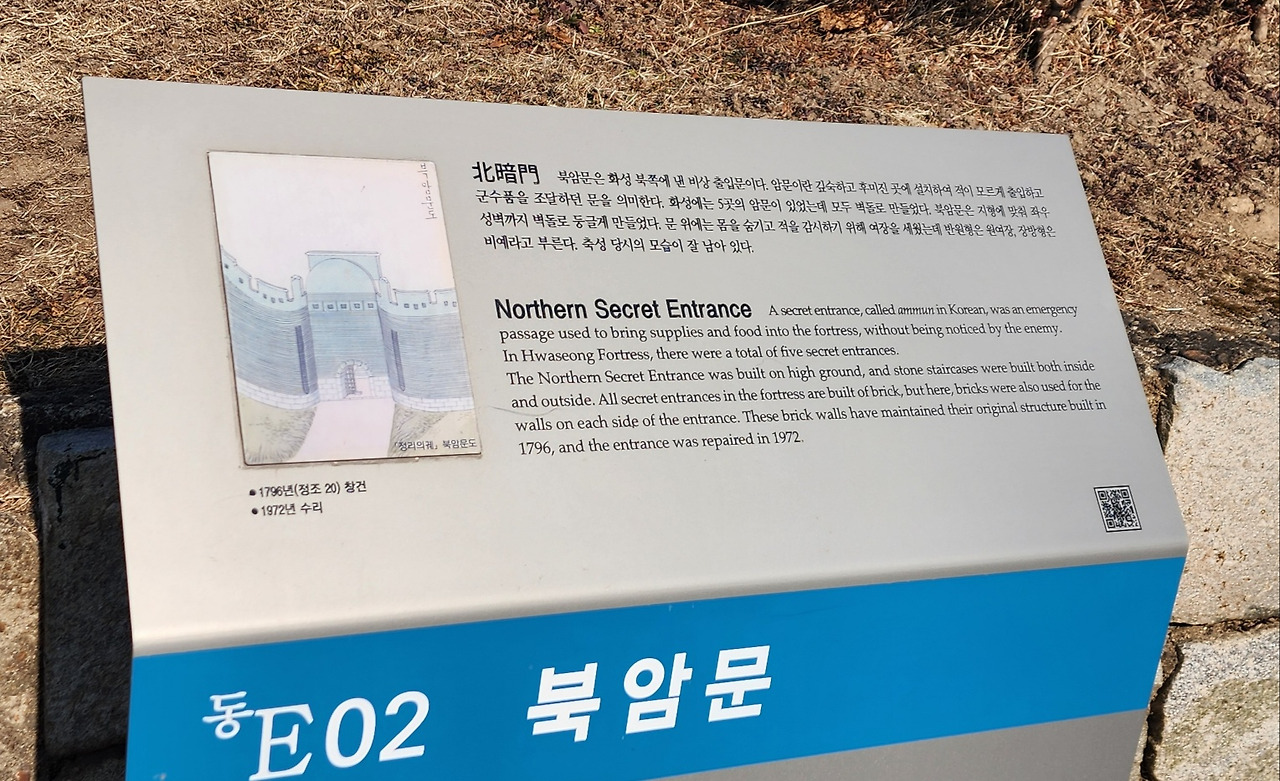 북암문
「정리의궤」 북암문도
● 1796년(정조 20) 창건
● 1972년 수리
北暗門 북암문은 화성 북쪽에 낸 비상 출입문이다. 암문이란 깊숙하고 후미진 곳에 설치하여 적이 모르게 출입하고
군수품을 조달하던 문을 의미한다. 화성에는 5곳의 암문이 있었는데 모두 벽돌로 만들었다. 북암문은 지형에 맞춰 좌우
성벽까지 벽돌로 둥글게 만들었다. 문 위에는 몸을 숨기고 적을 감시하기 위해 여장을 세웠는데 반원형은 원여장, 장방형은
비예라고 부른다. 축성 당시의 모습이 잘 남아 있다.
Northern Secret Entrance A secret entrance, called ammun in Korean, was an emergency
passage used to bring supplies and food into the fortress, without being noticed by the enemy.
In Hwaseong Fortress, there were a total of five secret entrances.
The Northern Secret Entrance was built on high ground, and stone staircases were built both inside
and outside. All secret entrances in the fortress are built of brick, but here, bricks were also used for the
walls on each side of the entrance. These brick walls have maintained their original structure built in
1796, and the entrance was repaired in 1972.
동E02 북암문